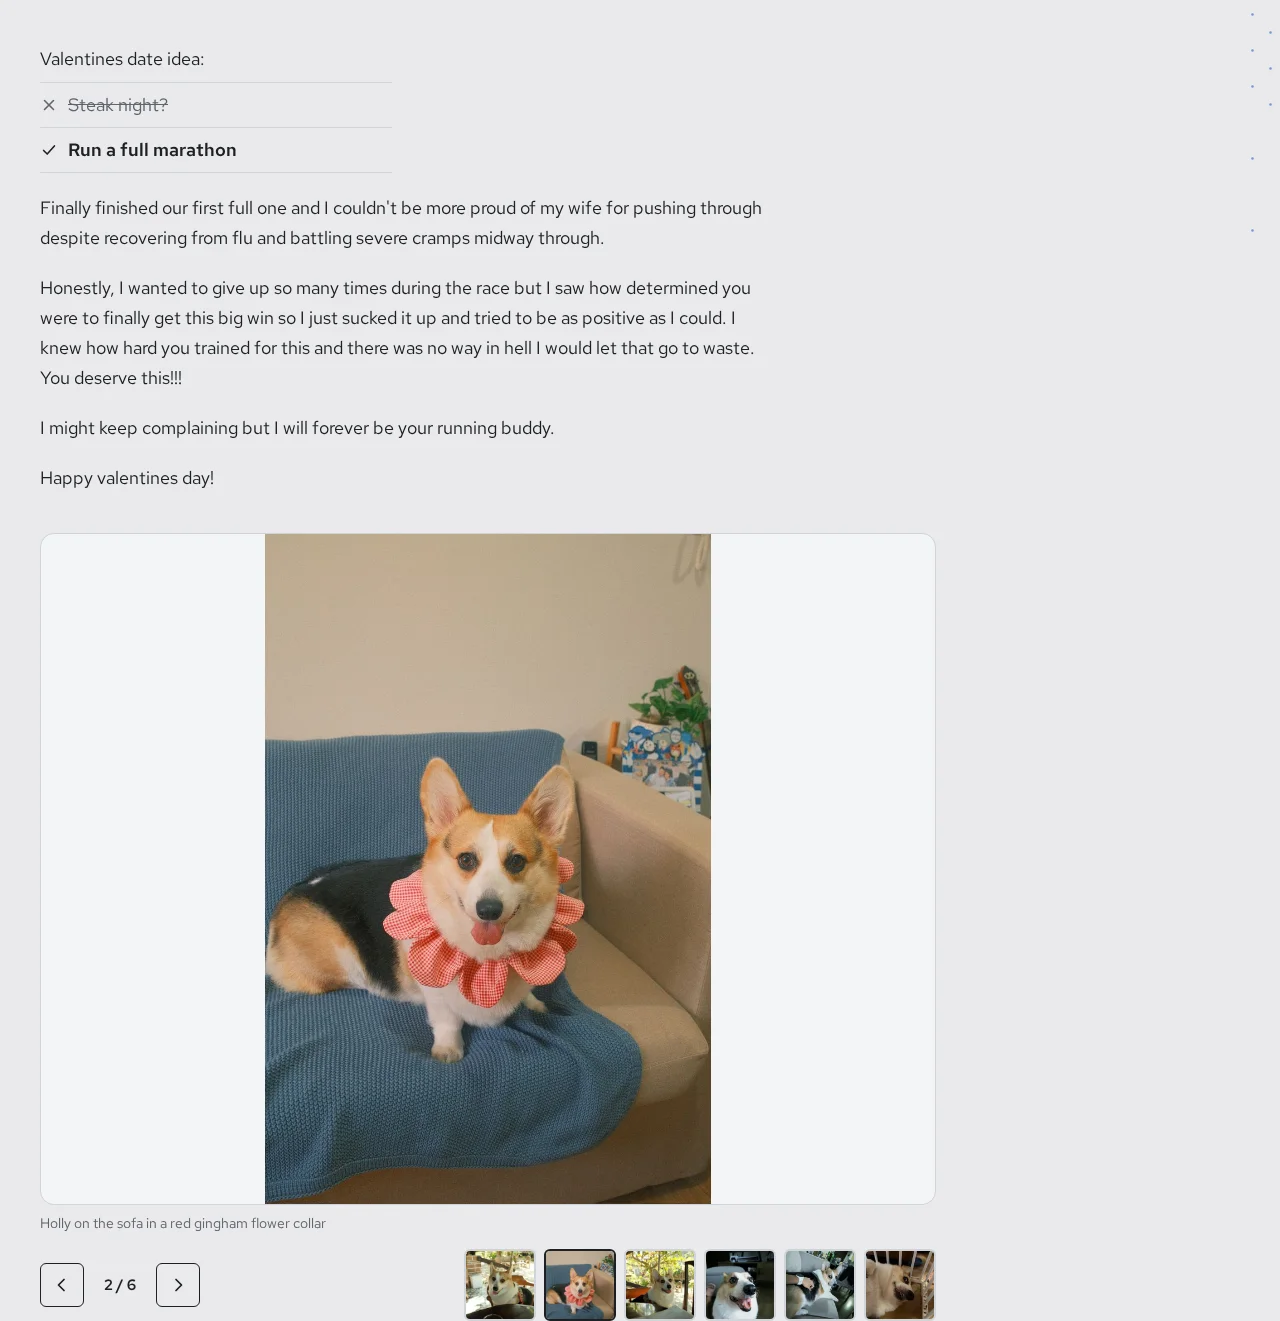 Valentines date idea:
Steak night?
Run a full marathon
Finally finished our first full one and I couldn't be more proud of my wife for pushing through
despite recovering from flu and battling severe cramps midway through.
Honestly, I wanted to give up so many times during the race but I saw how determined you
were to finally get this big win so I just sucked it up and tried to be as positive as I could. I
knew how hard you trained for this and there was no way in hell I would let that go to waste.
You deserve this!!!
I might keep complaining but I will forever be your running buddy.
Happy valentines day!
Holly on the sofa in a red gingham flower collar
2 / 6